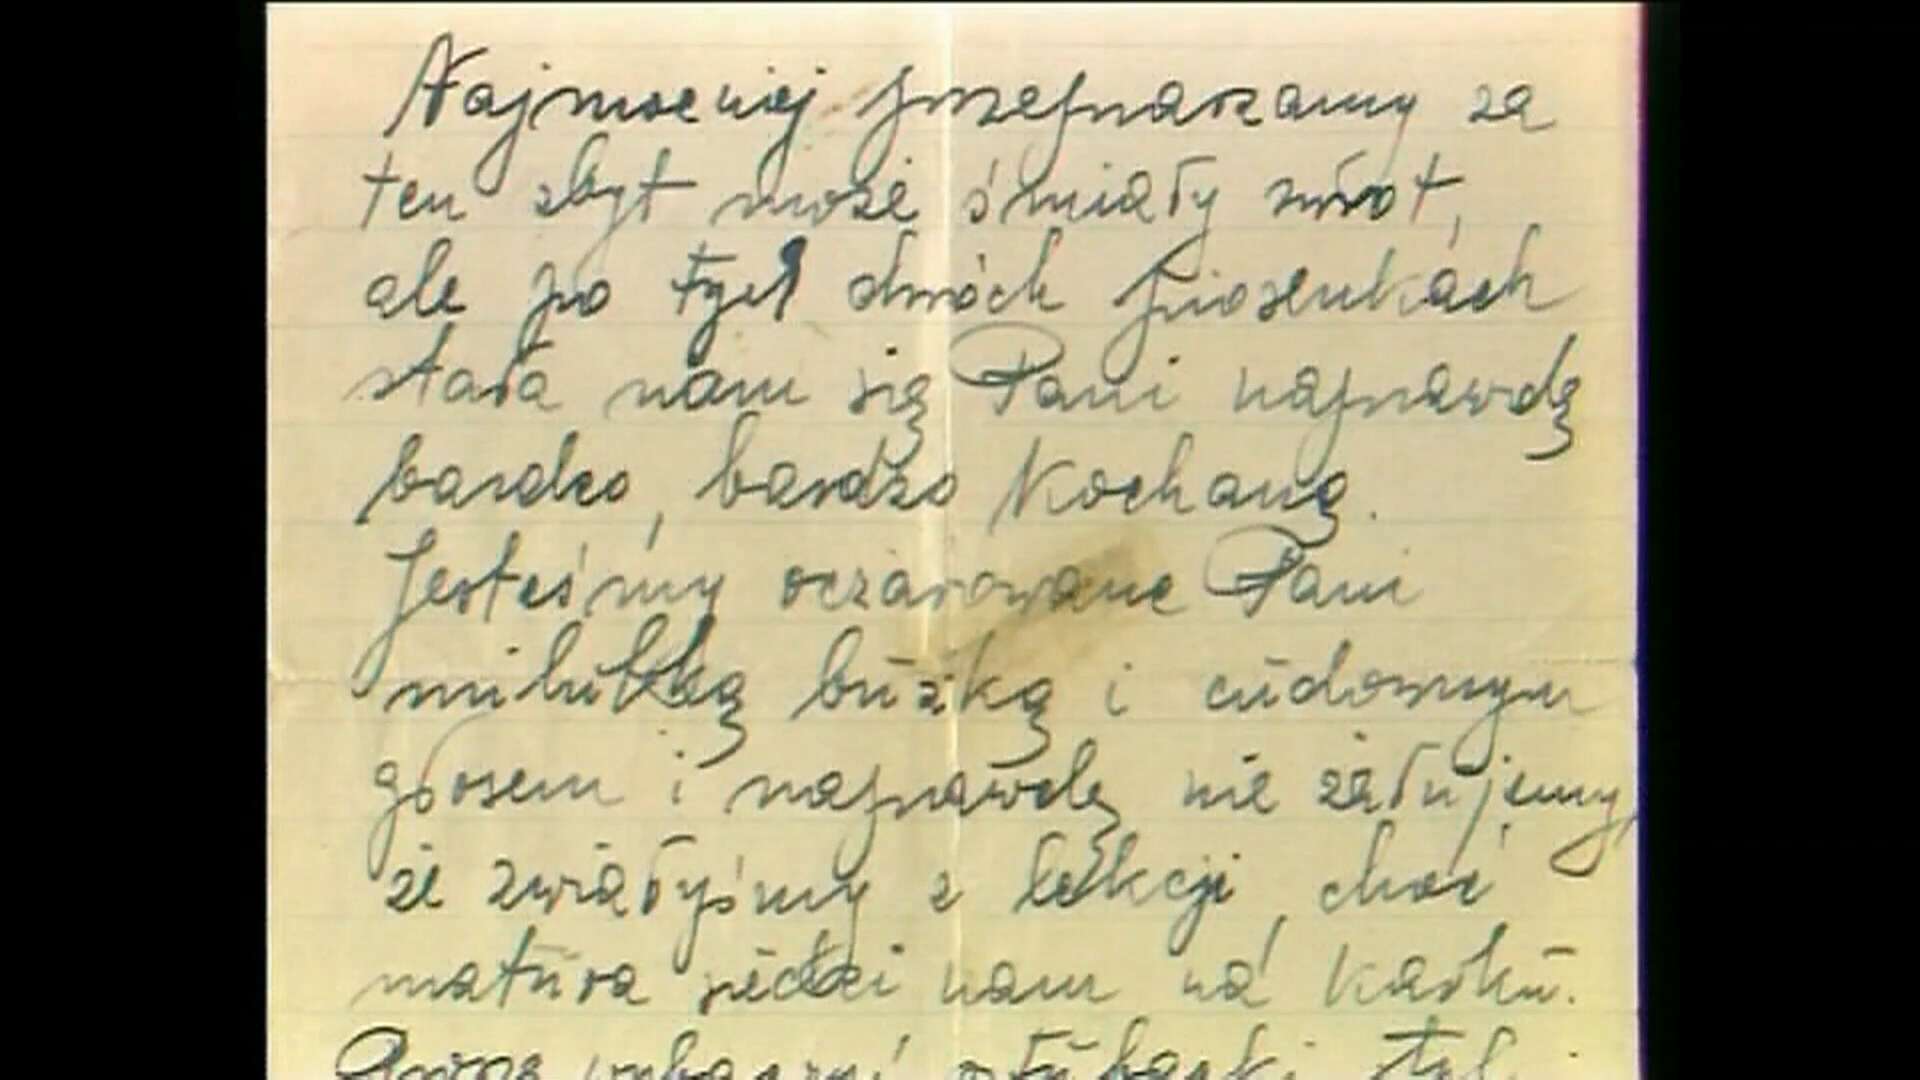 Najmocniej przepraszamy za
ten zbyt może śmiały zwrot,
ale po tych dwóch piosenkach
stała nam się Pani naprawdę
bardzo, bardzo Kochaną.
Jesteśmy oczarowane Pani
milutką buźką i cudownym
głosem i naprawdę nie żałujemy,
że zwiałyśmy z lekcji, choć
matura siedzi nam na karku.